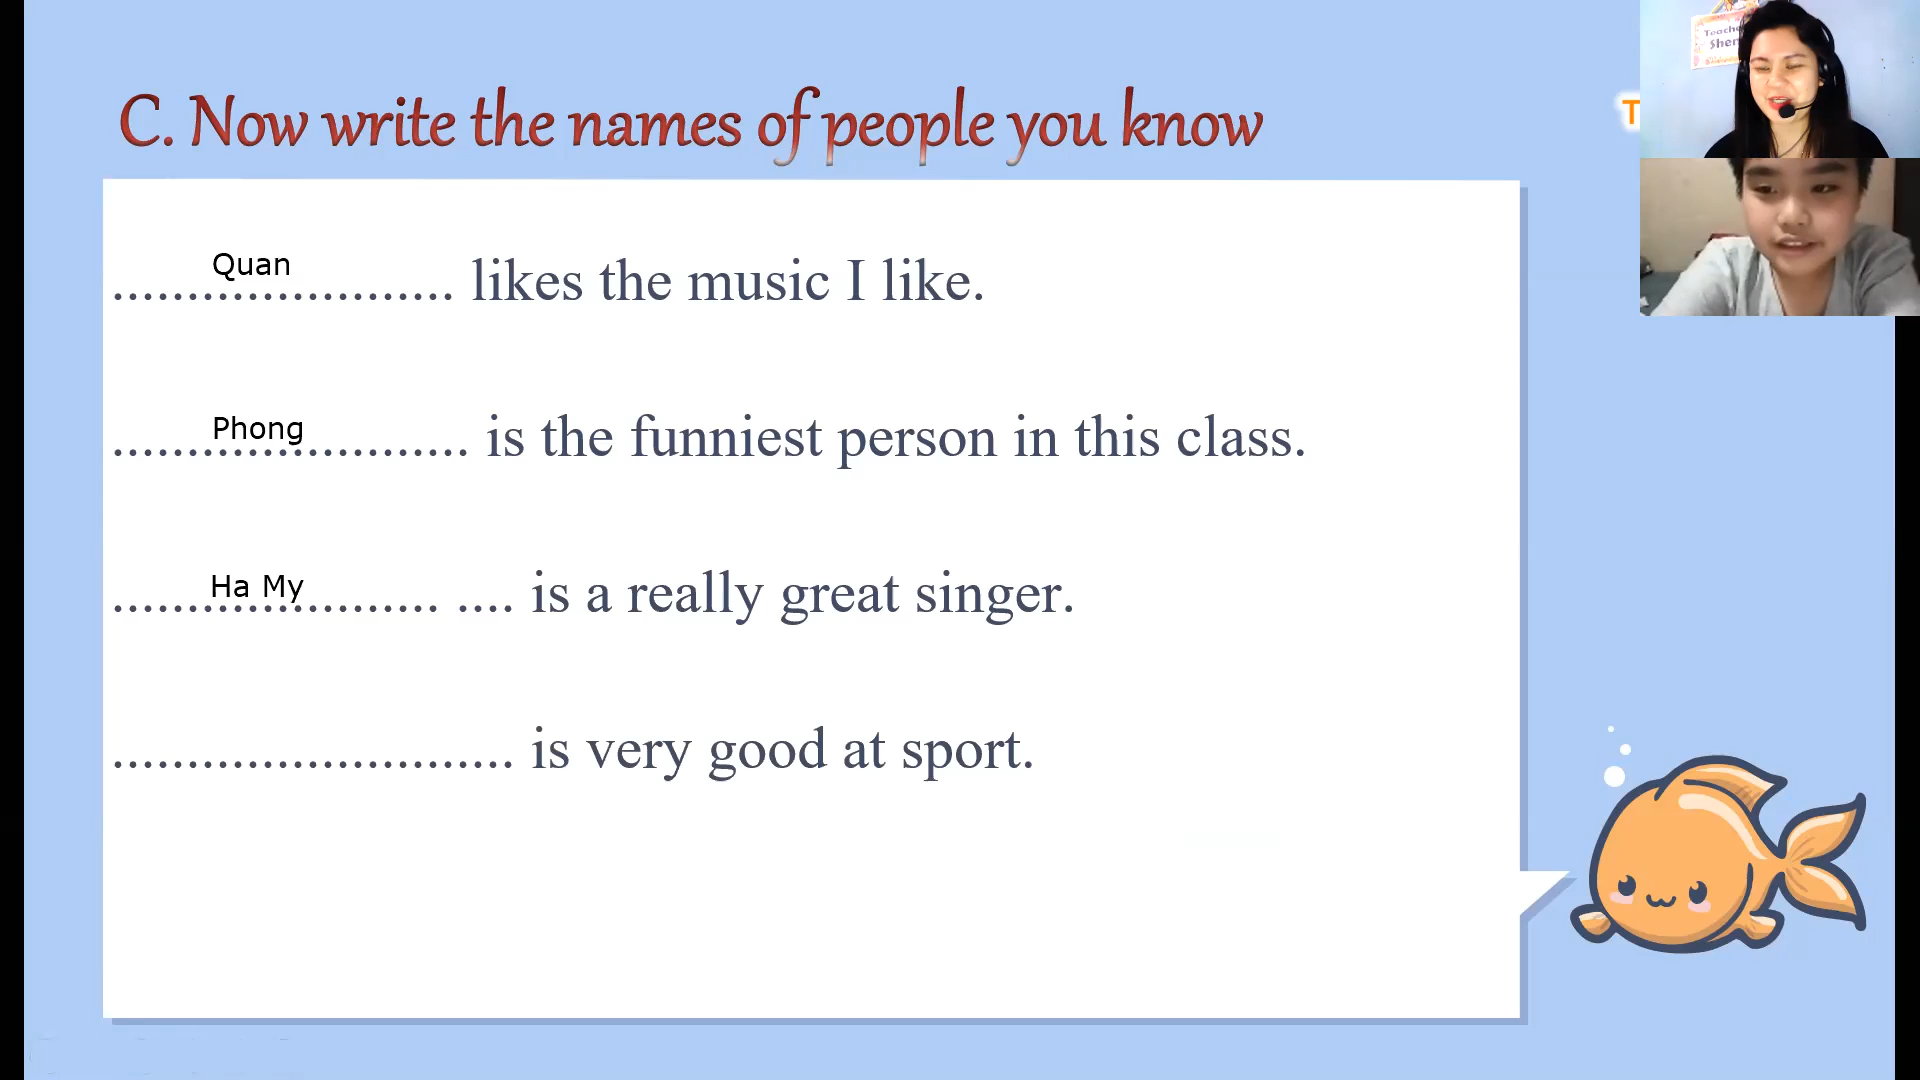 C. Now write the names of people you know
Quan
....................... likes the music I like.
Phong
........................ is the funniest person in this class.
Ha My
...................... .... is a really great singer.
........................... is very good at sport.
T